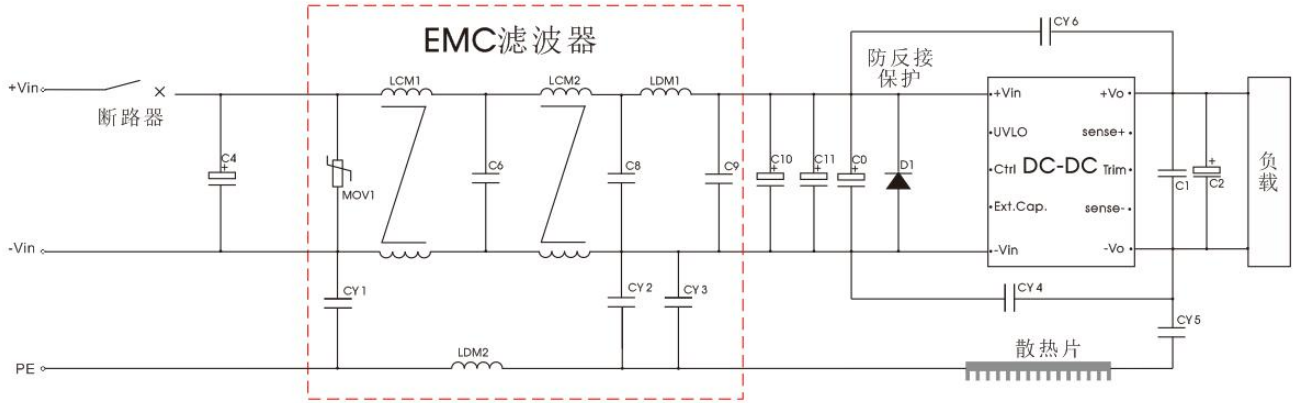 CY6
EMC滤波器
防反接
保护
LCM1
LCM2
LDM1
+Vin
断路器
+Vin
+Vo
UVLO
sense+
C4
+
MOV1
C6
C8
C9
C10
+
C11
+
C0
+
D1
Ctrl
DC-DC
Trim
C1
+
C2
负载
Ext.Cap.
sense-
-Vin
-Vin
-Vo
CY1
CY2
CY3
CY4
CY5
LDM2
散热片
PE